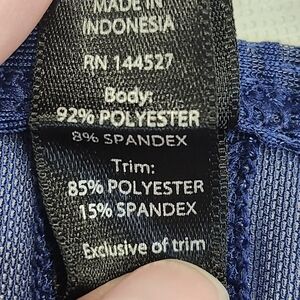 MADE IN
INDONESIA
RN 144527
Body:
92% POLYESTER
8% SPANDEX
Trim:
85% POLYESTER
15% SPANDEX
Exclusive of trim